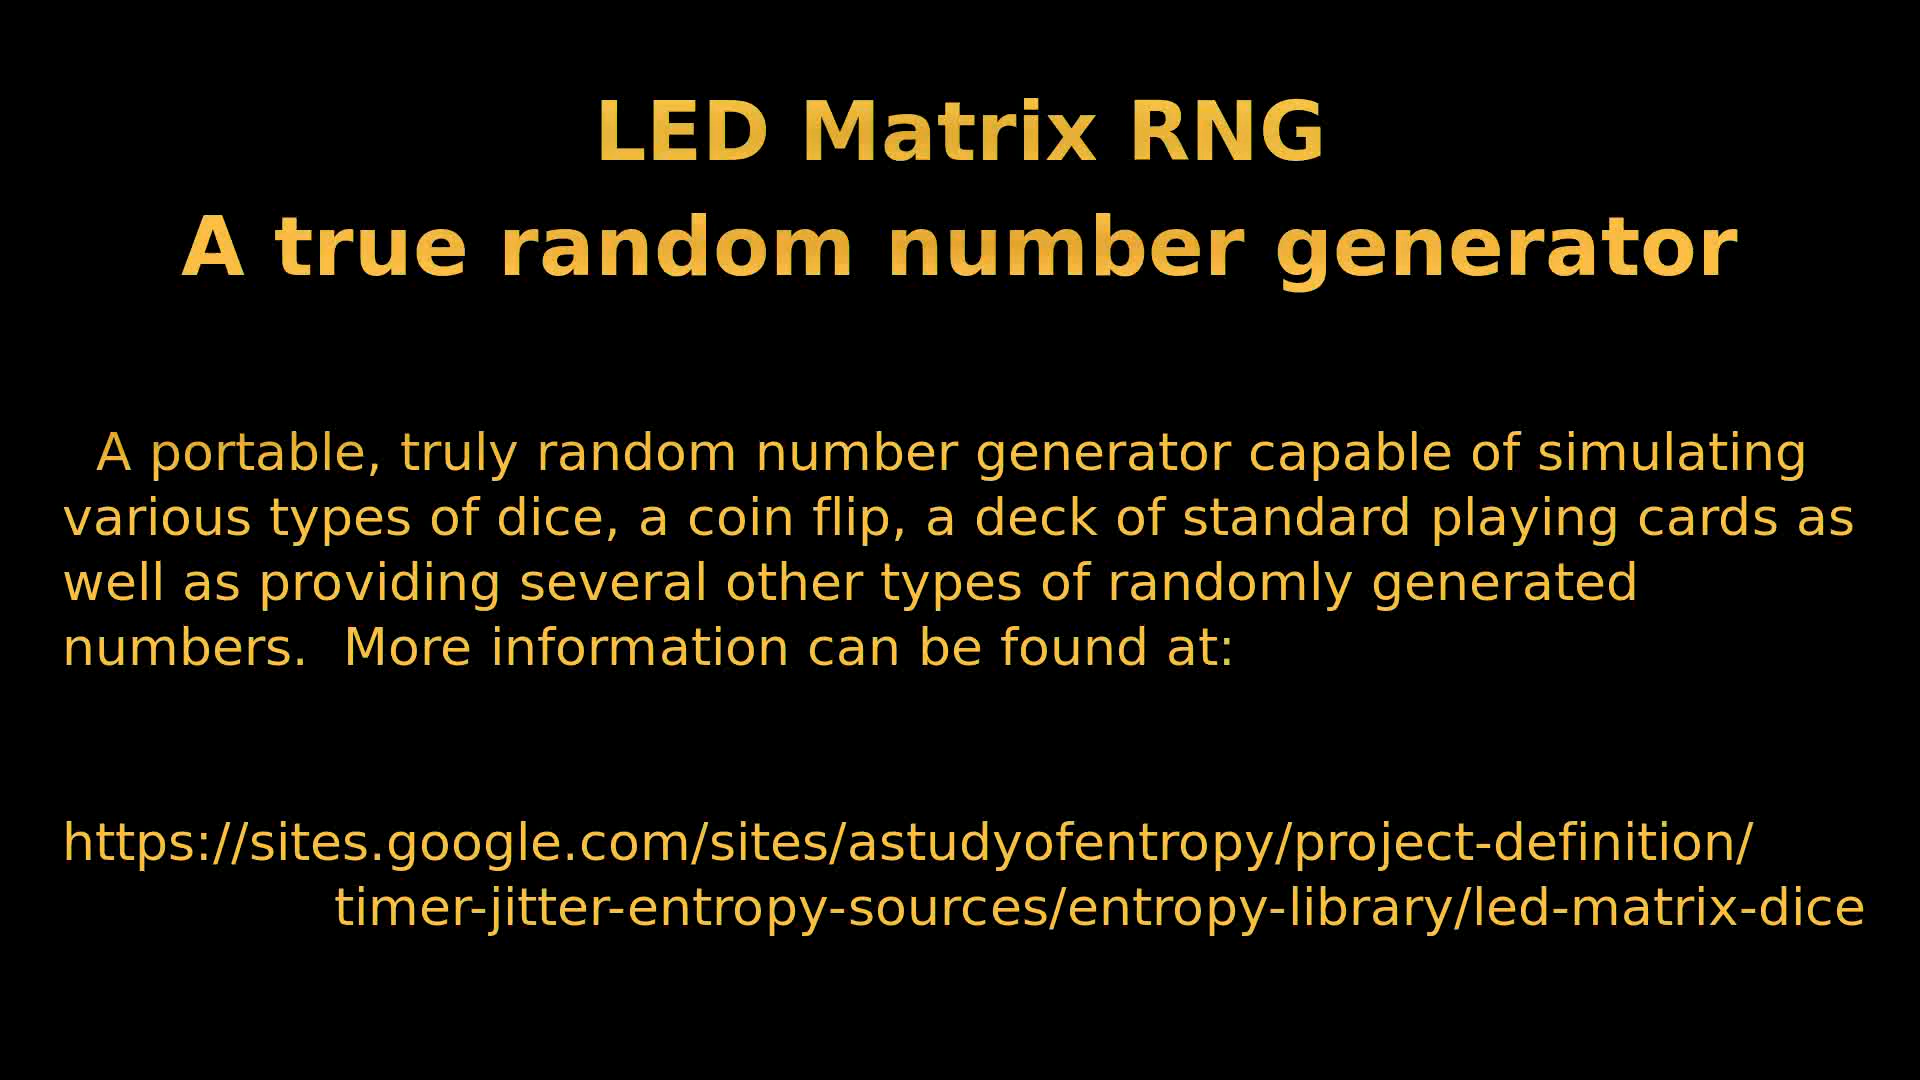 LED Matrix RNG
A true random number generator
A portable, truly random number generator capable of simulating
various types of dice, a coin flip, a deck of standard playing cards as
well as providing several other types of randomly generated
numbers.  More information can be found at:
https://sites.google.com/sites/astudyofentropy/project-definition/
timer-jitter-entropy-sources/entropy-library/led-matrix-dice